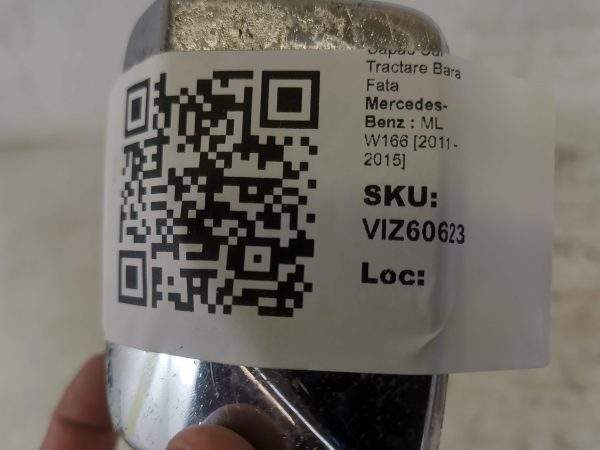 Tractare Bara
Fata
Mercedes-
Benz : ML
W166 [2011-
2015]
SKU:
VIZ60623
Loc: